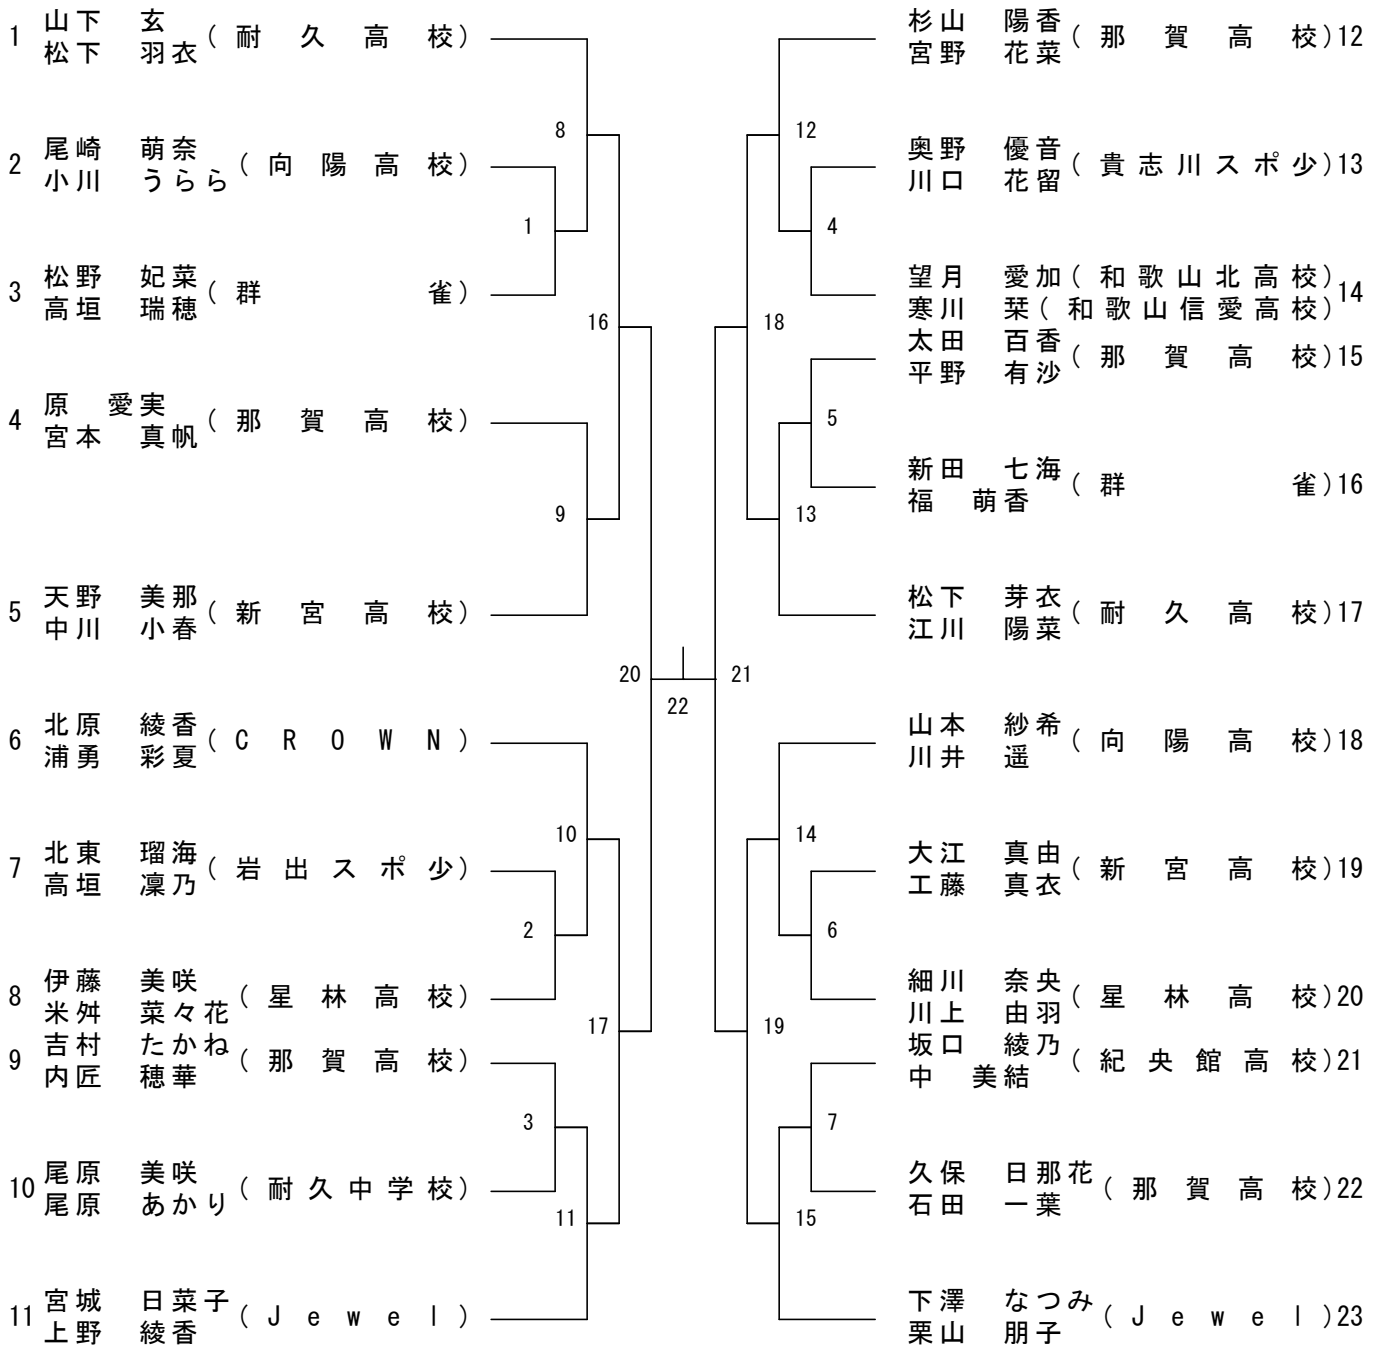 1 山下 玄 (耐久高校)
松下 羽衣
2 尾崎 萌奈 (向陽高校)
小川 うらら
3 松野 妃菜 (群雀)
高垣 瑞穂
4 原 愛実 (那賀高校)
宮本 真帆
5 天野 美那 (新宮高校)
中川 小春
6 北原 綾香 (CROWN)
浦勇 彩夏
7 北東 瑠海 (岩出スポ少)
高垣 凜乃
8 伊藤 美咲 (星林高校)
米舛 菜々花
9 吉村 たかね (那賀高校)
内匠 穂華
10 尾原 美咲 (耐久中学校)
尾原 あかり
11 宮城 日菜子 (Jewel)
上野 綾香
8
1
16
9
20
10
2
17
3
11
22
12
4
18
5
13
21
14
6
19
7
15
杉山 陽香 (那賀高校) 12
宮野 花菜
奥野 優音 (貴志川スポ少) 13
川口 花留
望月 愛加 (和歌山北高校) 14
寒川 栞 (和歌山信愛高校)
太田 百香 (那賀高校) 15
平野 有沙
新田 七海 (群雀) 16
福 萌香
松下 芽衣 (耐久高校) 17
江川 陽菜
山本 紗希 (向陽高校) 18
川井 遥
大江 真由 (新宮高校) 19
工藤 真衣
細川 奈央 (星林高校) 20
川上 由羽
坂口 綾乃 (紀央館高校) 21
中 美結
久保 日那花 (那賀高校) 22
石田 一葉
下澤 なつみ (Jewel) 23
栗山 朋子